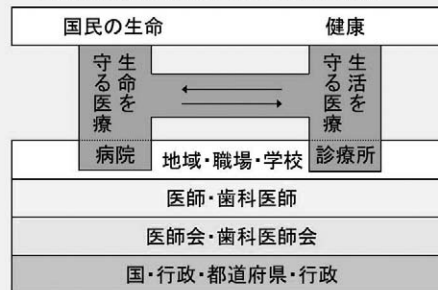 国民の生命
健康
生命を
守る医療
生活を
守る医療
病院
地域・職場・学校
診療所
医師・歯科医師
医師会・歯科医師会
国・行政・都道府県・行政